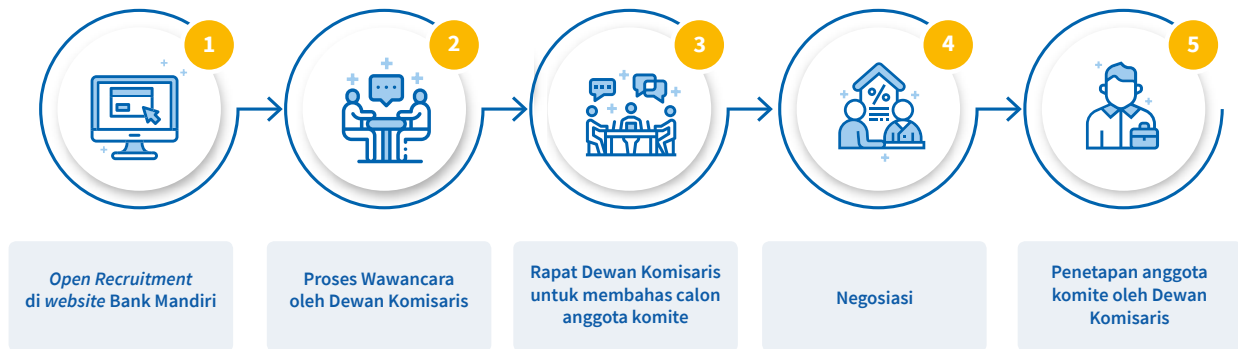 1
2
3
4
5
Open Recruitment
di website Bank Mandiri
Proses Wawancara
oleh Dewan Komisaris
Rapat Dewan Komisaris
untuk membahas calon
anggota komite
Negosiasi
Penetapan anggota
komite oleh Dewan
Komisaris